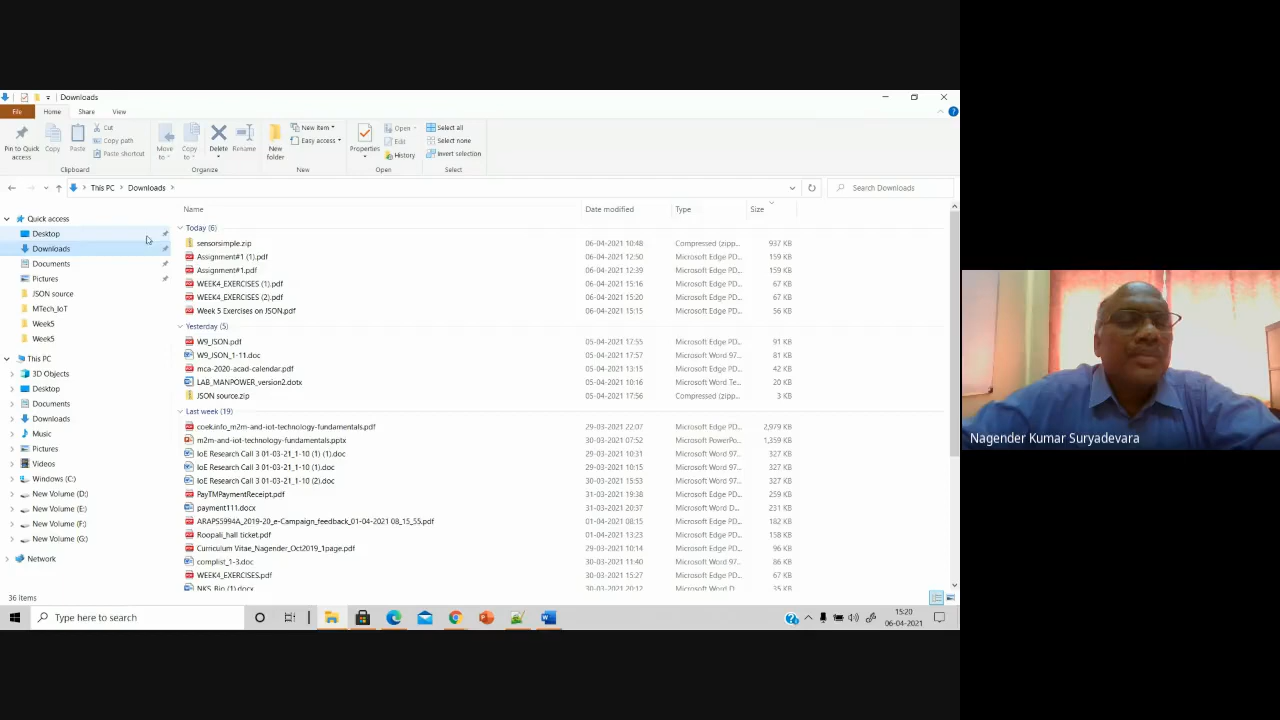 Downloads
File Home Share View
Pin to Quick access
Copy
Paste
Cut
Copy path
Paste shortcut
Clipboard
Move to
Copy to
Delete
Rename
Organize
New folder
New item
Easy access
New
Properties
Open
Edit
History
Open
Select all
Select none
Invert selection
Select
This PC Downloads
Search Downloads
Quick access
Desktop
Downloads
Documents
Pictures
JSON source
MTech_IoT
Week5
Week5
This PC
3D Objects
Desktop
Documents
Downloads
Music
Pictures
Videos
Windows (C:)
New Volume (D:)
New Volume (E:)
New Volume (F:)
New Volume (G:)
Network
Name Date modified Type Size
Today (6)
sensorsimple.zip 06-04-2021 10:48 Compressed (zipp... 937 KB
Assignment#1 (1).pdf 06-04-2021 12:50 Microsoft Edge PD... 159 KB
Assignment#1.pdf 06-04-2021 12:39 Microsoft Edge PD... 159 KB
WEEK4_EXERCISES (1).pdf 06-04-2021 15:16 Microsoft Edge PD... 67 KB
WEEK4_EXERCISES (2).pdf 06-04-2021 15:20 Microsoft Edge PD... 67 KB
Week 5 Exercises on JSON.pdf 06-04-2021 15:15 Microsoft Edge PD... 56 KB
Yesterday (5)
W9_JSON.pdf 05-04-2021 17:55 Microsoft Edge PD... 91 KB
W9_JSON_1-11.doc 05-04-2021 17:57 Microsoft Word 97... 81 KB
mca-2020-acad-calendar.pdf 05-04-2021 13:15 Microsoft Edge PD... 42 KB
LAB_MANPOWER_version2.dotx 05-04-2021 10:16 Microsoft Word Te... 20 KB
JSON source.zip 05-04-2021 17:56 Compressed (zipp... 3 KB
Last week (19)
coek.info_m2m-and-iot-technology-fundamentals.pdf 29-03-2021 22:07 Microsoft Edge PD... 2,979 KB
m2m-and-iot-technology-fundamentals.pptx 30-03-2021 07:52 Microsoft PowerPo... 1,359 KB
IoE Research Call 3 01-03-21_1-10 (1) (1).doc 29-03-2021 10:31 Microsoft Word 97... 327 KB
IoE Research Call 3 01-03-21_1-10 (1).doc 29-03-2021 10:15 Microsoft Word 97... 327 KB
IoE Research Call 3 01-03-21_1-10 (2).doc 30-03-2021 15:53 Microsoft Word 97... 327 KB
PayTMPaymentReceipt.pdf 31-03-2021 19:38 Microsoft Edge PD... 259 KB
payment111.docx 31-03-2021 20:37 Microsoft Word D... 231 KB
ARAPS5994A_2019-20_e-Campaign_feedback_01-04-2021 08_15_55.pdf 01-04-2021 08:15 Microsoft Edge PD... 182 KB
Roopali_hall ticket.pdf 01-04-2021 13:23 Microsoft Edge PD... 158 KB
Curriculum Vitae_Nagender_Oct2019_1page.pdf 29-03-2021 10:14 Microsoft Edge PD... 96 KB
complist_1-3.doc 30-03-2021 11:40 Microsoft Word 97... 86 KB
WEEK4_EXERCISES.pdf 30-03-2021 15:27 Microsoft Edge PD... 67 KB
NKS_Bio (1).docx 30-03-2021 20:12 Microsoft Word D... 35 KB
36 items
Type here to search
15:20
06-04-2021
Nagender Kumar Suryadevara